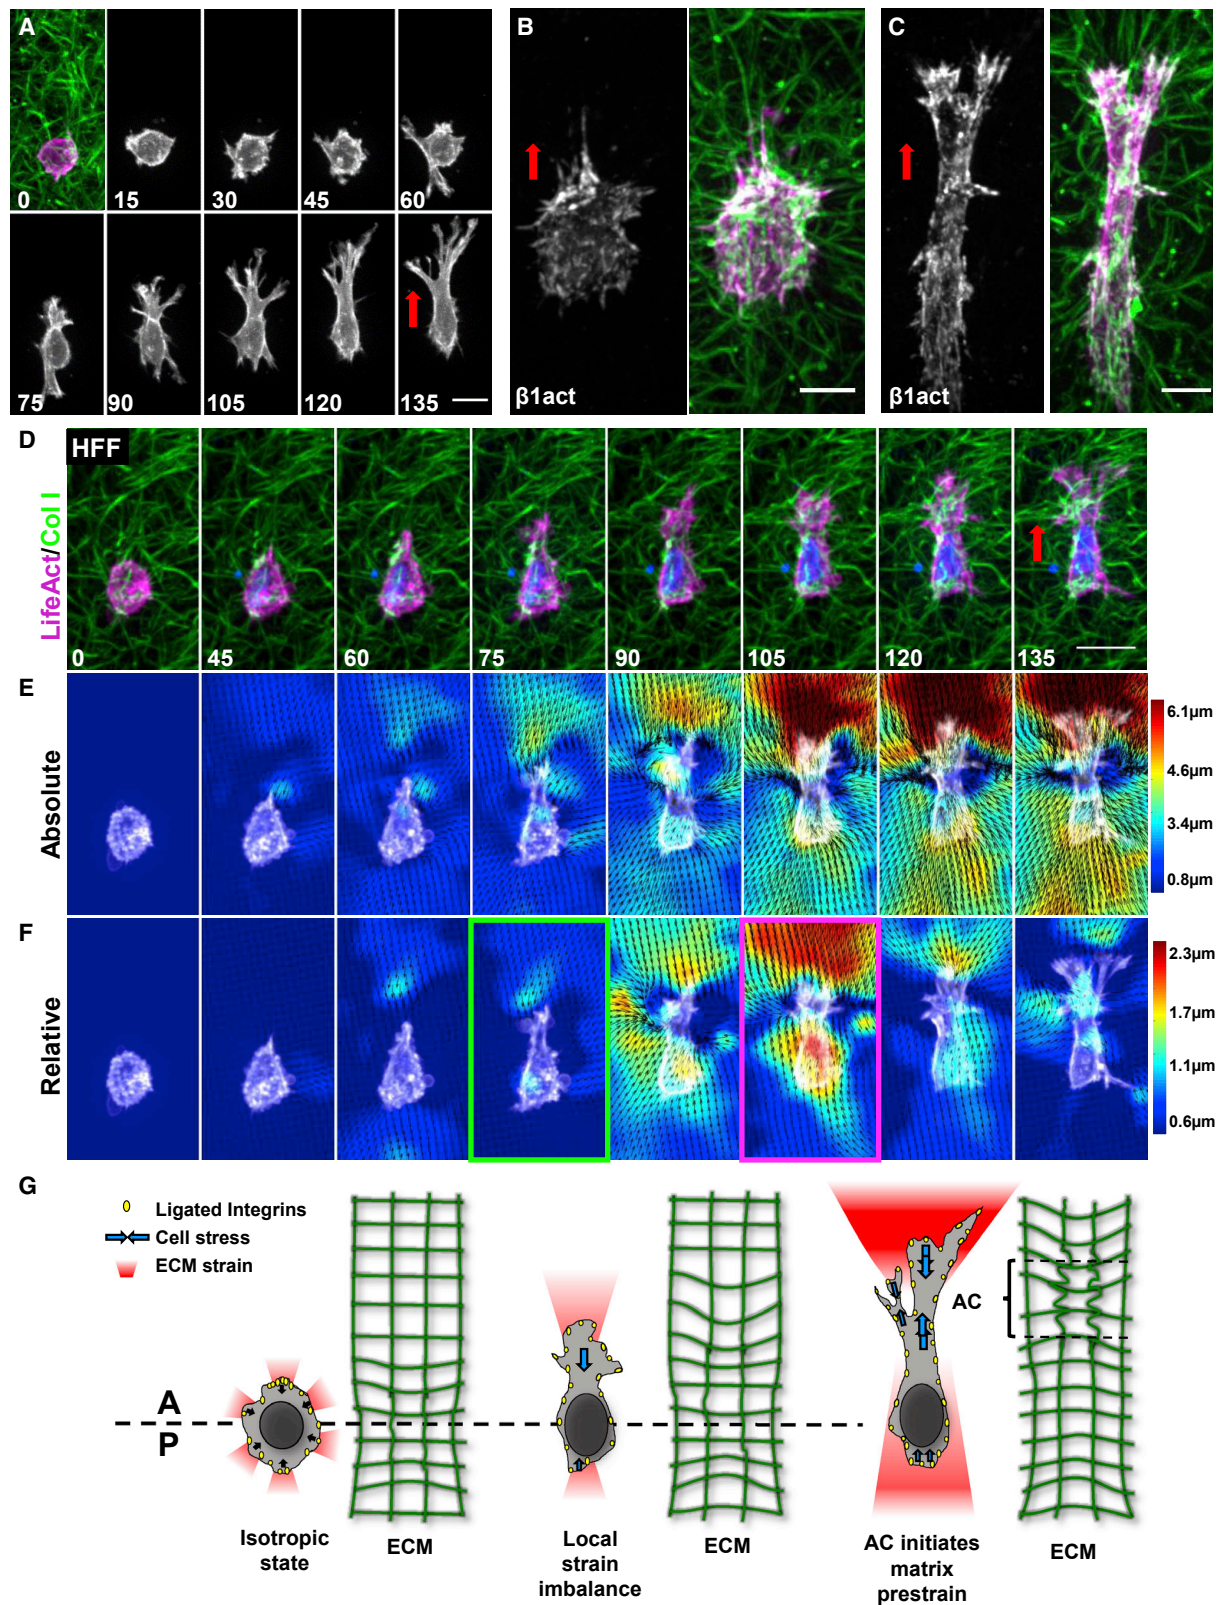 A
0
15
30
45
60
75
90
105
120
135
B
β1act
C
β1act
D
HFF
LifeAct/Col I
0
45
60
75
90
105
120
135
E
Absolute
6.1μm
4.6μm
3.4μm
0.8μm
F
Relative
2.3μm
1.7μm
1.1μm
0.6μm
G
Ligated Integrins
Cell stress
ECM strain
A
P
AC
Isotropic
state
ECM
Local
strain
imbalance
ECM
AC initiates
matrix
prestrain
ECM